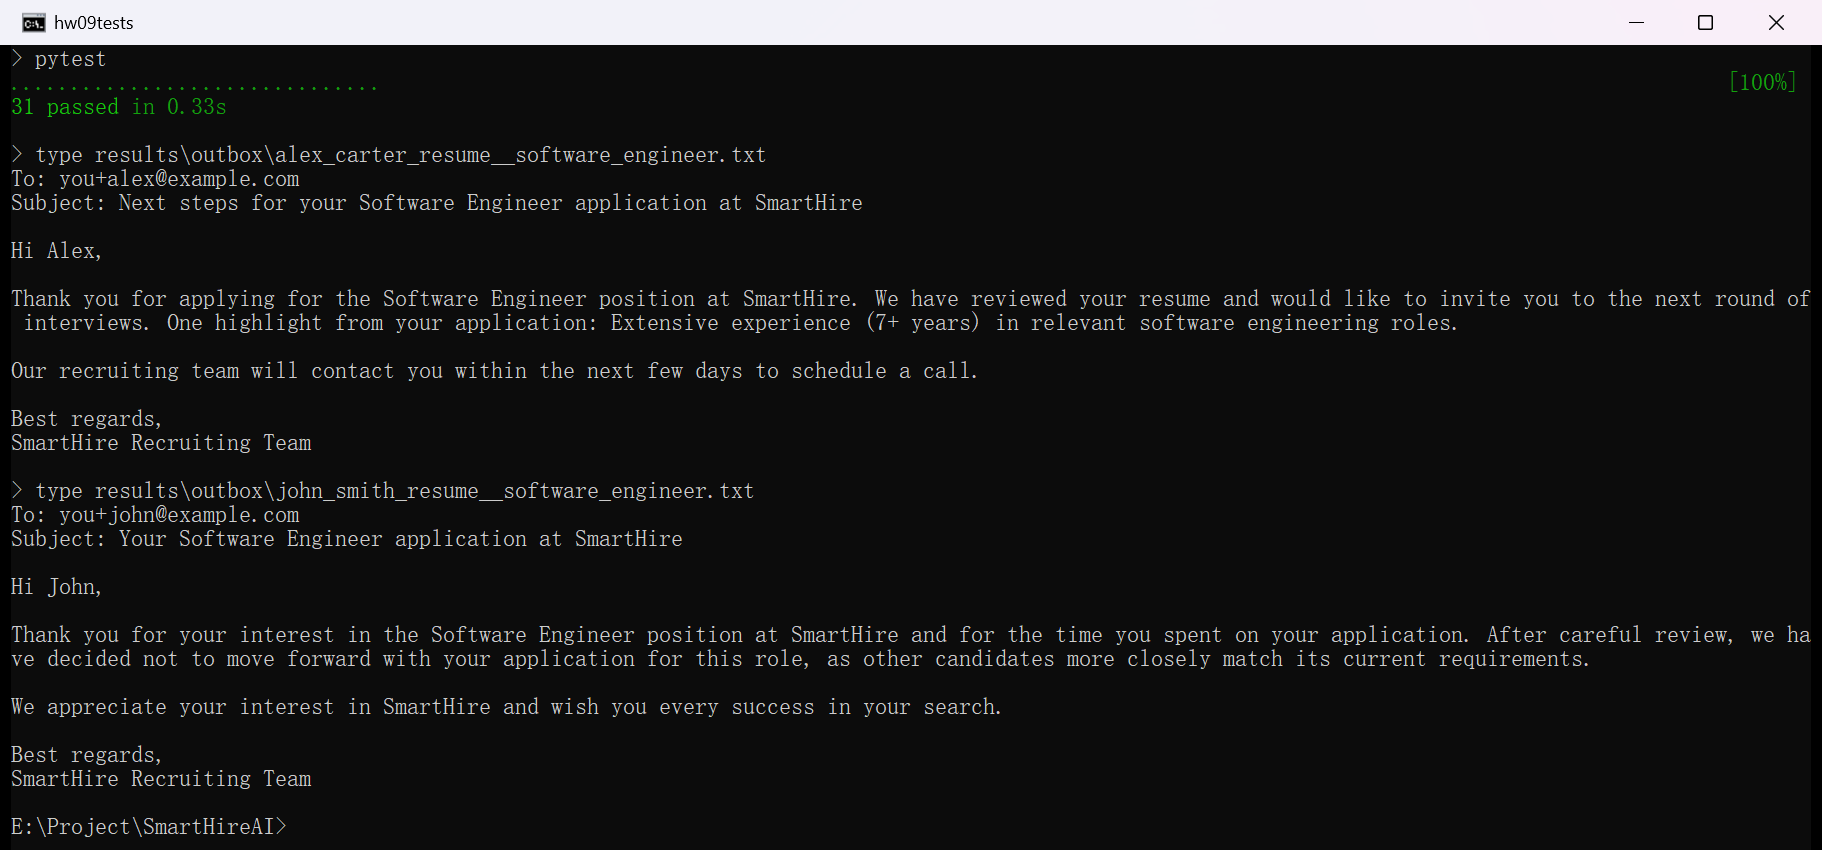 hw09tests
> pytest
............................... [100%]
31 passed in 0.33s
> type results\outbox\alex_carter_resume__software_engineer.txt
To: you+alex@example.com
Subject: Next steps for your Software Engineer application at SmartHire
Hi Alex,
Thank you for applying for the Software Engineer position at SmartHire. We have reviewed your resume and would like to invite you to the next round of
interviews. One highlight from your application: Extensive experience (7+ years) in relevant software engineering roles.
Our recruiting team will contact you within the next few days to schedule a call.
Best regards,
SmartHire Recruiting Team
> type results\outbox\john_smith_resume__software_engineer.txt
To: you+john@example.com
Subject: Your Software Engineer application at SmartHire
Hi John,
Thank you for your interest in the Software Engineer position at SmartHire and for the time you spent on your application. After careful review, we ha
ve decided not to move forward with your application for this role, as other candidates more closely match its current requirements.
We appreciate your interest in SmartHire and wish you every success in your search.
Best regards,
SmartHire Recruiting Team
E:\Project\SmartHireAI>